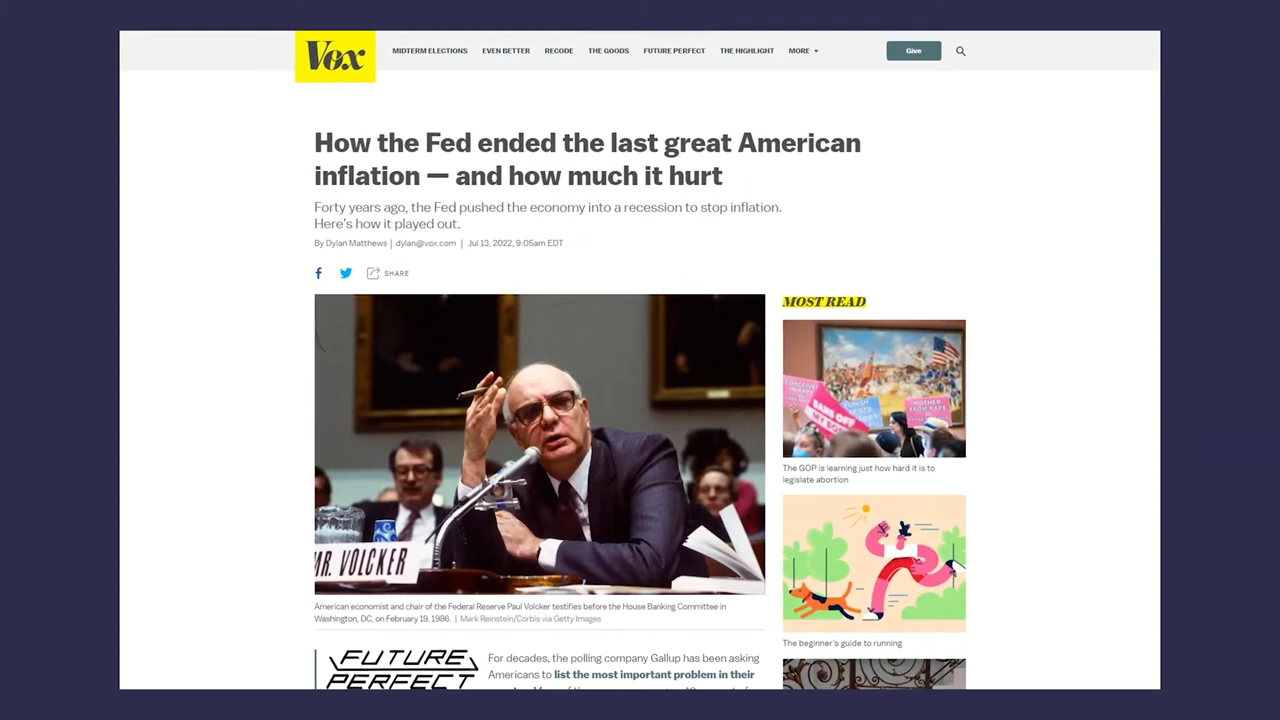 Vox
MIDTERM ELECTIONS EVEN BETTER RECODE THE GOODS FUTURE PERFECT THE HIGHLIGHT MORE
Give
How the Fed ended the last great American
inflation — and how much it hurt
Forty years ago, the Fed pushed the economy into a recession to stop inflation.
Here's how it played out.
By Dylan Matthews | dylan@vox.com | Jul 13, 2022, 9:05am EDT
SHARE
MR. VOLCKER
American economist and chair of the Federal Reserve Paul Volcker testifies before the House Banking Committee in
Washington, DC, on February 19, 1986. | Mark Reinstein/Corbis via Getty Images
FUTURE
PERFECT
For decades, the polling company Gallup has been asking
Americans to list the most important problem in their
MOST READ
BANS OFF
MOTHER
FROM RAPE
The GOP is learning just how hard it is to
legislate abortion
The beginner's guide to running